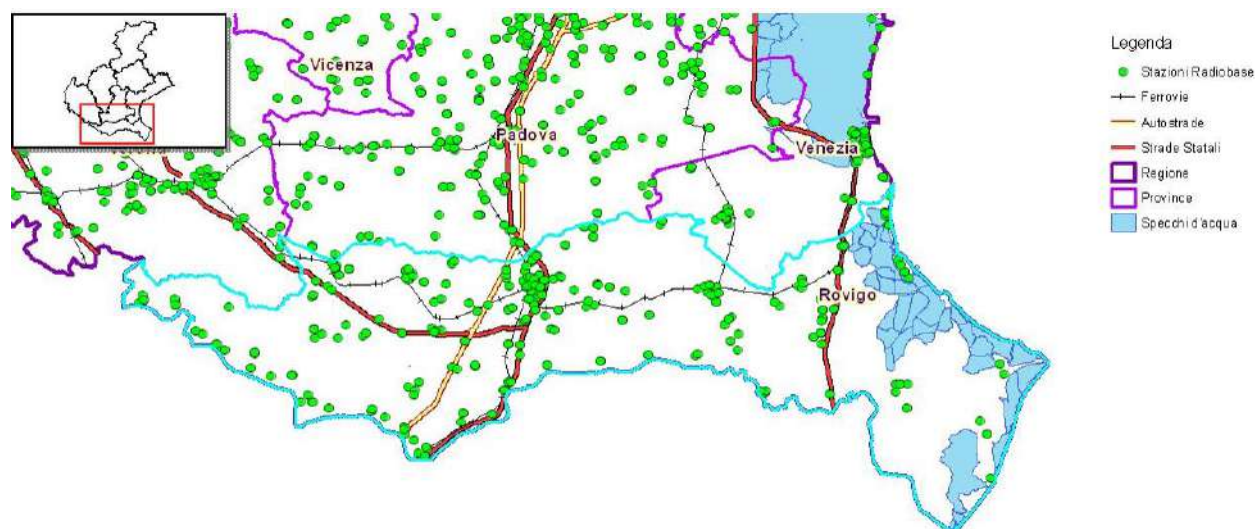 Vicenza
Padova
Venezia
Rovigo
Legenda
Stazioni Radiobase
Ferrovie
Autostrade
Strade Statali
Regione
Province
Specchi d'acqua